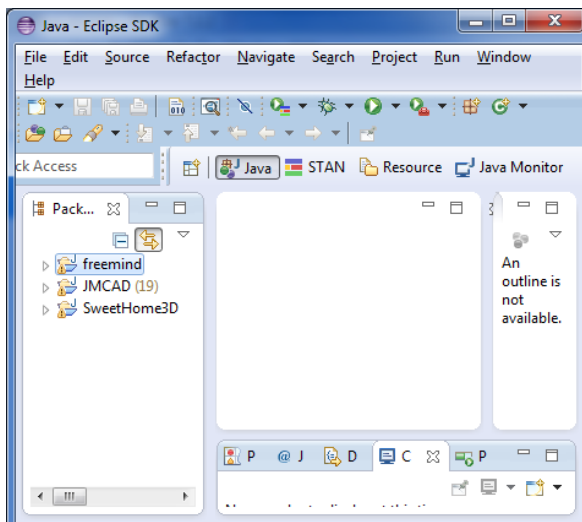 Java - Eclipse SDK
File Edit Source Refactor Navigate Search Project Run Window
Help
010
ck Access
Java STAN Resource Java Monitor
Pack...
freemind
JMCAD (19)
SweetHome3D
An
outline is
not
available.
P @ J D C P